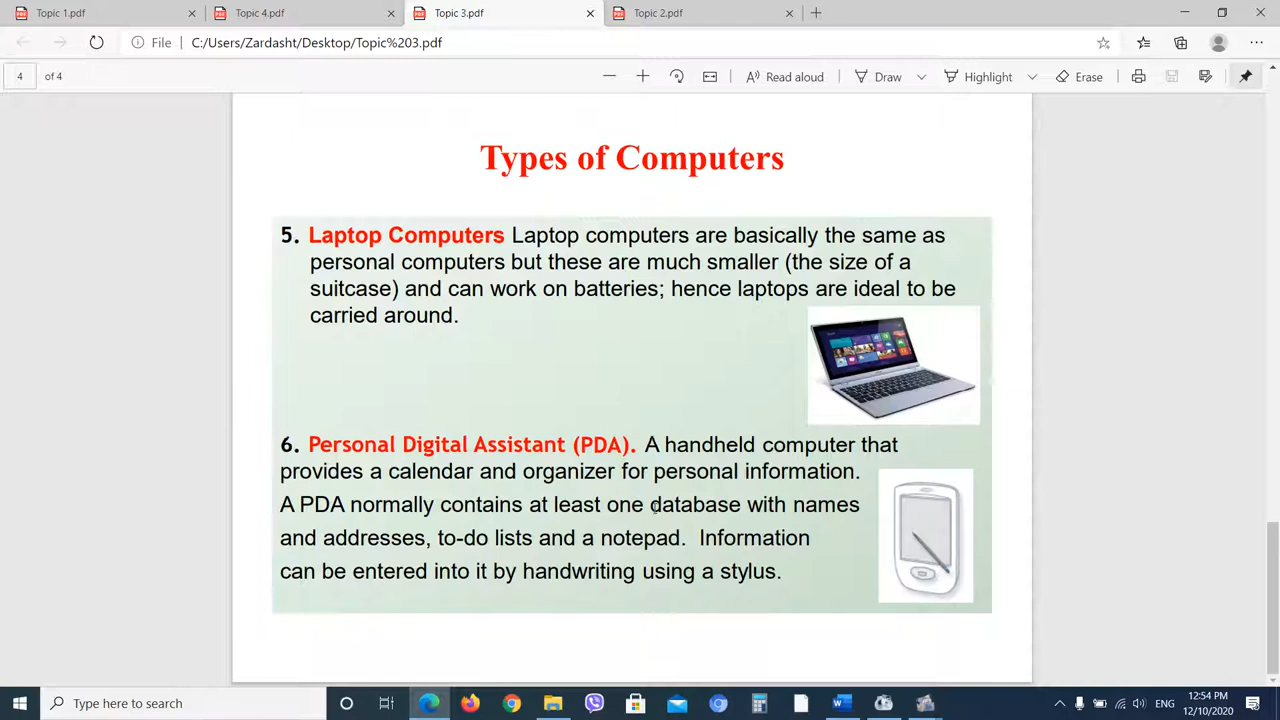 Topic 1.pdf
Topic 4.pdf
Topic 3.pdf
Topic 2.pdf
File C:/Users/Zardasht/Desktop/Topic%203.pdf
4 of 4
Read aloud
Draw
Highlight
Erase
Types of Computers
5. Laptop Computers Laptop computers are basically the same as
personal computers but these are much smaller (the size of a
suitcase) and can work on batteries; hence laptops are ideal to be
carried around.
6. Personal Digital Assistant (PDA). A handheld computer that
provides a calendar and organizer for personal information.
A PDA normally contains at least one database with names
and addresses, to-do lists and a notepad. Information
can be entered into it by handwriting using a stylus.
Type here to search
ENG
12:54 PM
12/10/2020